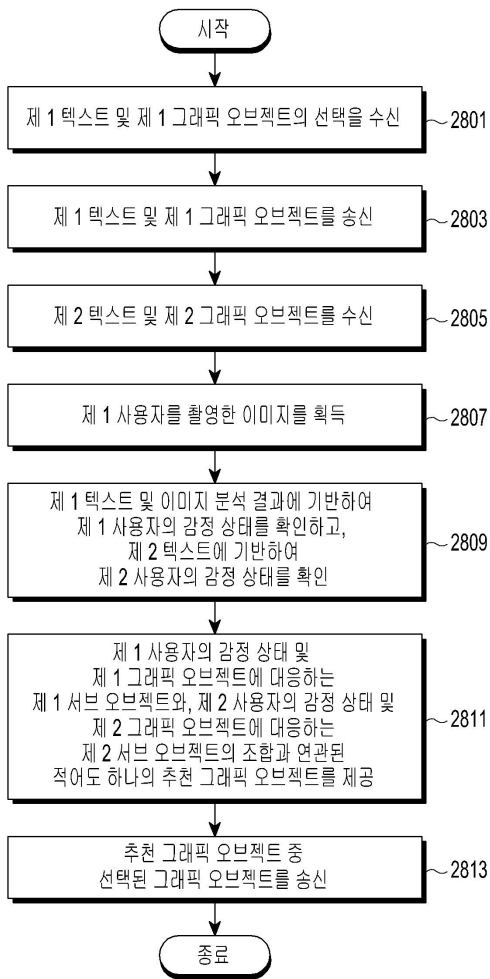 시작
제 1 텍스트 및 제 1 그래픽 오브젝트의 선택을 수신
2801
제 1 텍스트 및 제 1 그래픽 오브젝트를 송신
2803
제 2 텍스트 및 제 2 그래픽 오브젝트를 수신
2805
제 1 사용자를 촬영한 이미지를 획득
2807
제 1 텍스트 및 이미지 분석 결과에 기반하여
제 1 사용자의 감정 상태를 확인하고,
제 2 텍스트에 기반하여
제 2 사용자의 감정 상태를 확인
2809
제 1 사용자의 감정 상태 및
제 1 그래픽 오브젝트에 대응하는
제 1 서브 오브젝트와, 제 2 사용자의 감정 상태 및
제 2 그래픽 오브젝트에 대응하는
제 2 서브 오브젝트의 조합과 연관된
적어도 하나의 추천 그래픽 오브젝트를 제공
2811
추천 그래픽 오브젝트 중
선택된 그래픽 오브젝트를 송신
2813
종료